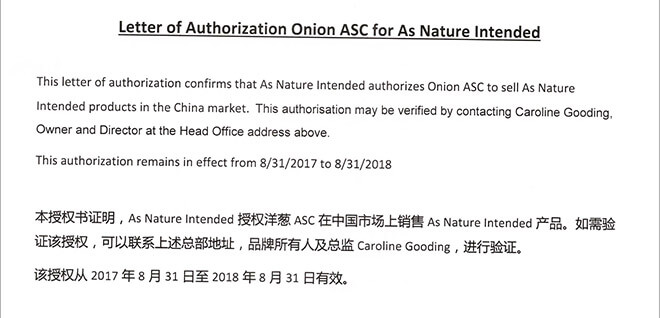 Letter of Authorization Onion ASC for As Nature Intended
This letter of authorization confirms that As Nature Intended authorizes Onion ASC to sell As Nature
Intended products in the China market.  This authorisation may be verified by contacting Caroline Gooding,
Owner and Director at the Head Office address above.
This authorization remains in effect from 8/31/2017 to 8/31/2018
本授权书证明，As Nature Intended 授权洋葱 ASC 在中国市场上销售 As Nature Intended 产品。如需验
证该授权，可以联系上述总部地址，品牌所有人及总监 Caroline Gooding，进行验证。
该授权从 2017 年 8 月 31 日至 2018 年 8 月 31 日有效。